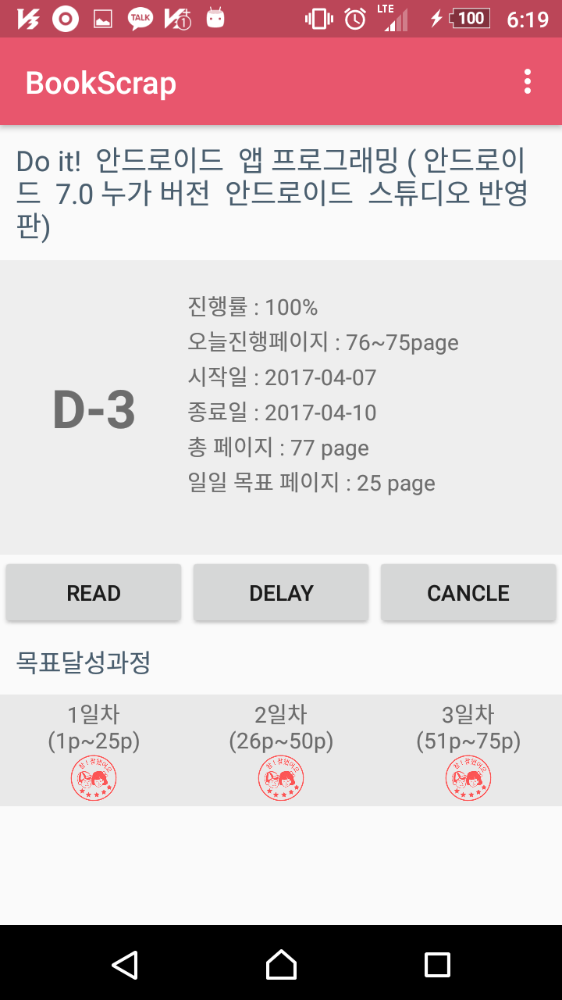 TALK
1
LTE
100
6:19
BookScrap
Do it! 안드로이드 앱 프로그래밍 ( 안드로이
드 7.0 누가 버전 안드로이드 스튜디오 반영
판)
D-3
진행률 : 100%
오늘진행페이지 : 76~75page
시작일 : 2017-04-07
종료일 : 2017-04-10
총 페이지 : 77 page
일일 목표 페이지 : 25 page
READ
DELAY
CANCLE
목표달성과정
1일차
(1p~25p)
참!잘했어요
2일차
(26p~50p)
참!잘했어요
3일차
(51p~75p)
참!잘했어요